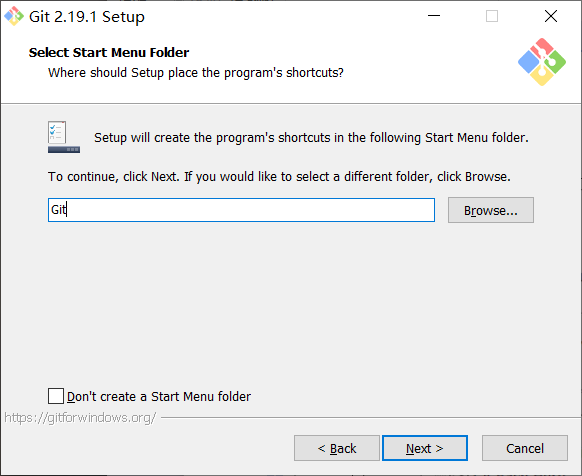 Git 2.19.1 Setup
Select Start Menu Folder
Where should Setup place the program's shortcuts?
Setup will create the program's shortcuts in the following Start Menu folder.
To continue, click Next. If you would like to select a different folder, click Browse.
Git
Browse...
Don't create a Start Menu folder
https://gitforwindows.org/
< Back
Next >
Cancel